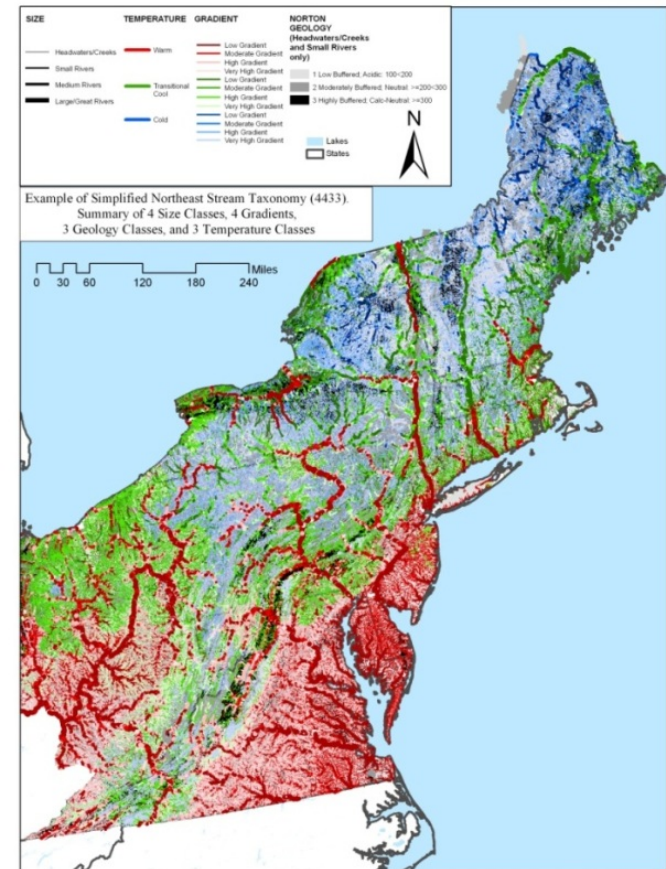 SIZE
Headwaters/Creeks
Small Rivers
Medium Rivers
Large/Great Rivers
TEMPERATURE
Warm
Transitional
Cool
Cold
GRADIENT
Low Gradient
Moderate Gradient
High Gradient
Very High Gradient
Low Gradient
Moderate Gradient
High Gradient
Very High Gradient
Low Gradient
Moderate Gradient
High Gradient
Very High Gradient
NORTON
GEOLOGY
(Headwaters/Creeks
and Small Rivers
only)
1 Low Buffered; Acidic: 100<200
2 Moderately Buffered; Neutral: >=200<300
3 Highly Buffered; Calc-Neutral: >=300
Lakes
States
N
Example of Simplified Northeast Stream Taxonomy (4433).
Summary of 4 Size Classes, 4 Gradients,
3 Geology Classes, and 3 Temperature Classes
Miles
0 30 60 120 180 240